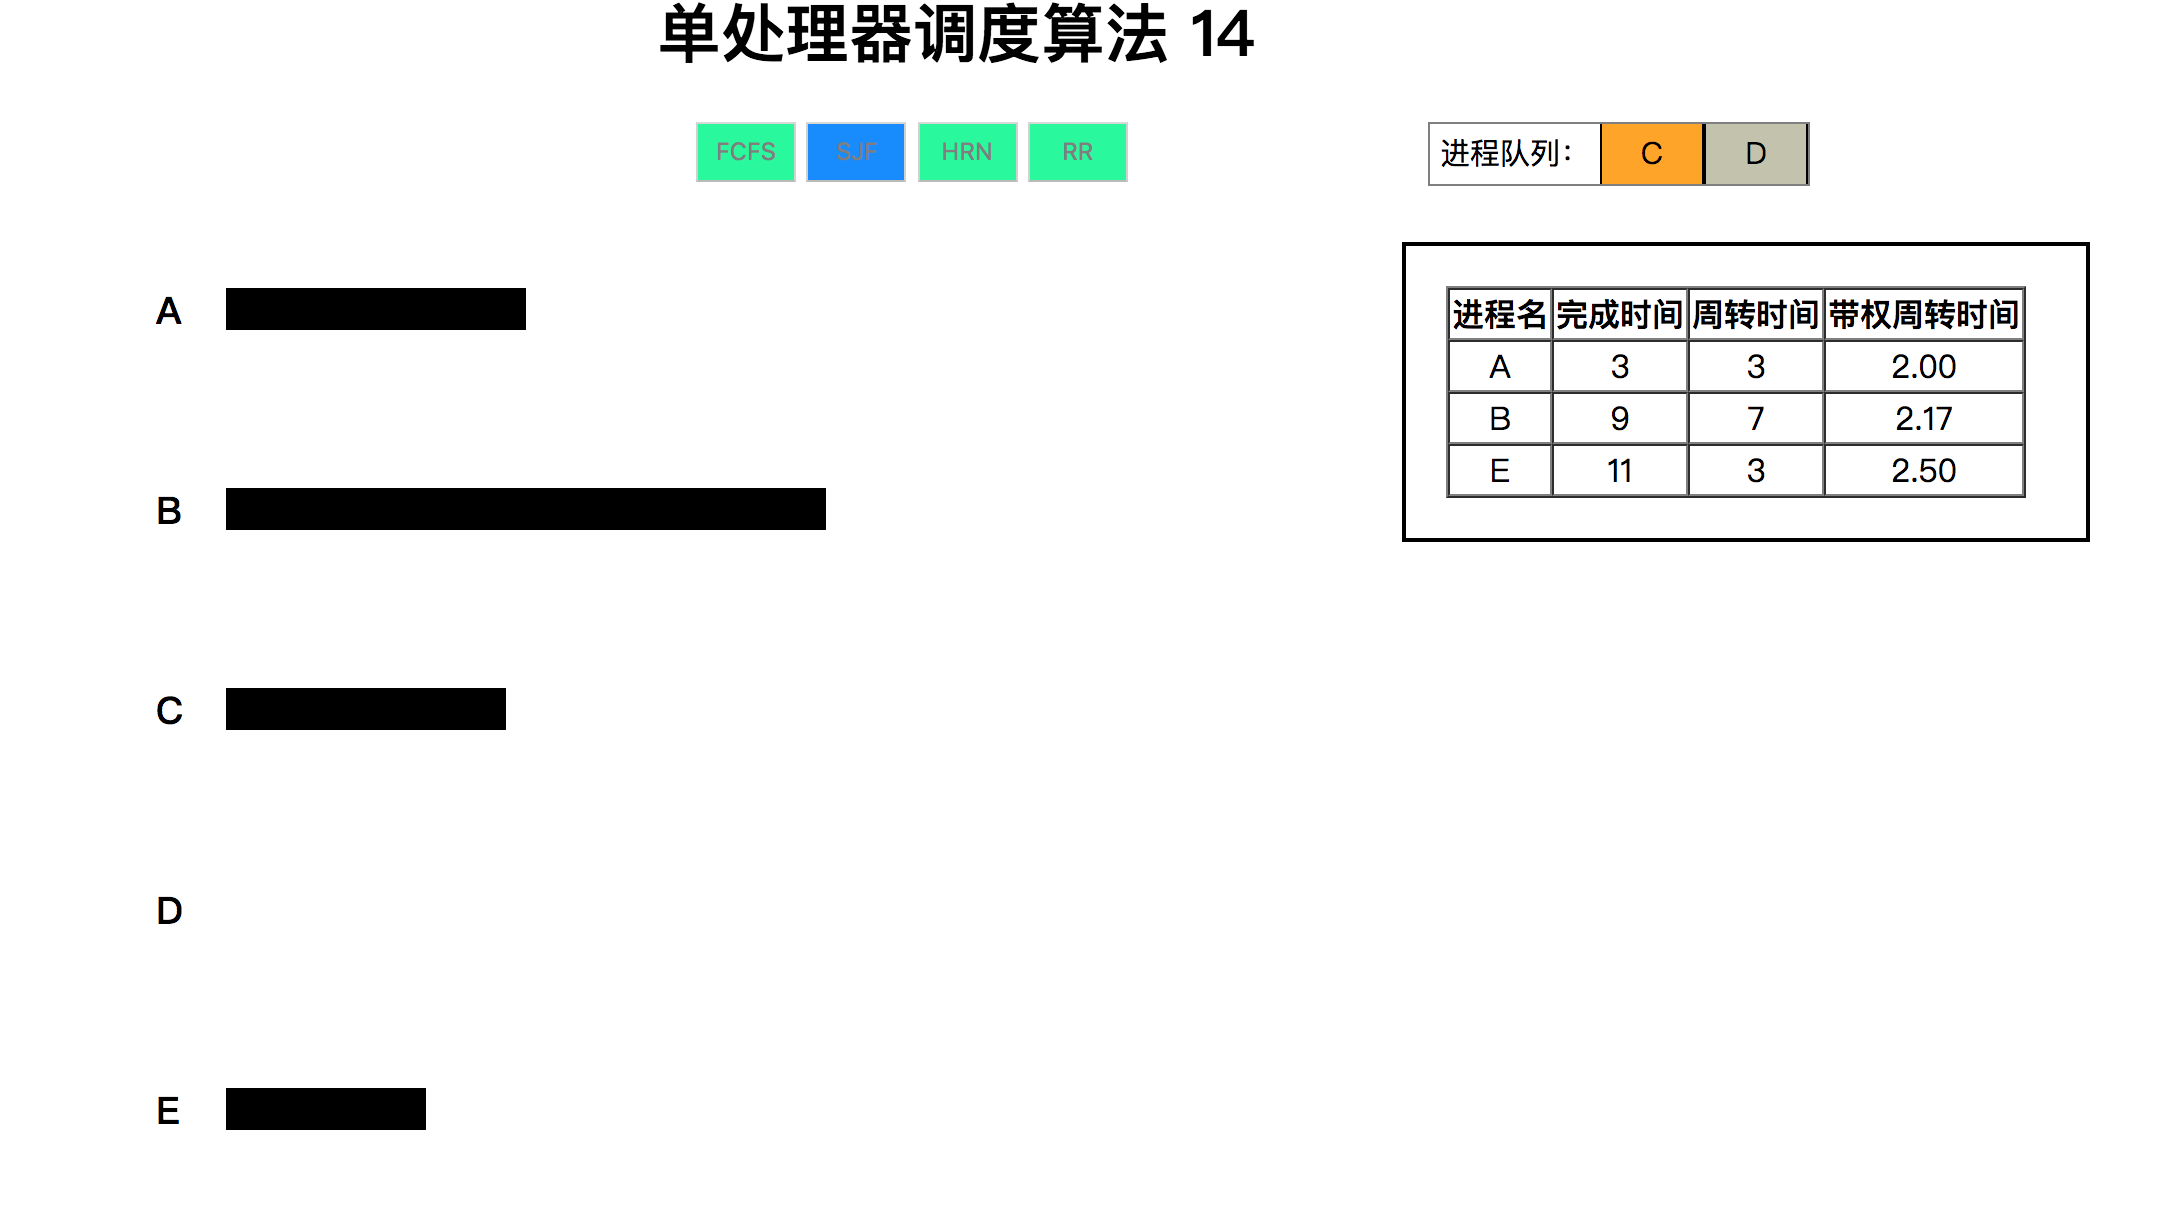 单处理器调度算法 14
FCFS SJF HRN RR
进程队列： C D
进程名 完成时间 周转时间 带权周转时间
A 3 3 2.00
B 9 7 2.17
E 11 3 2.50
A
B
C
D
E